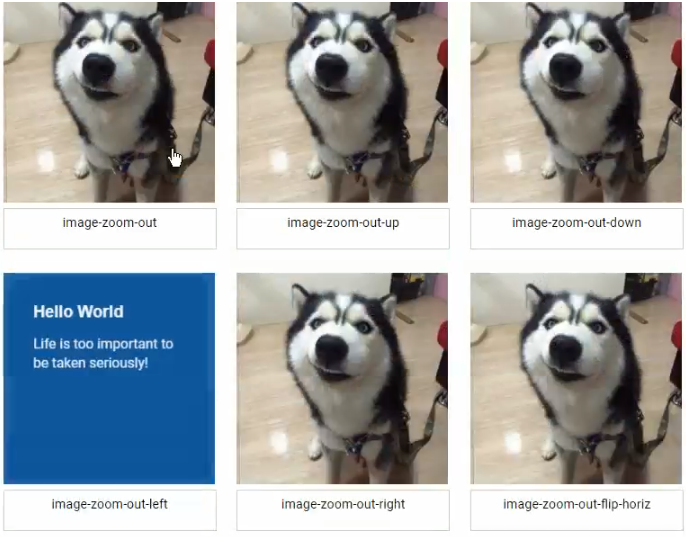 image-zoom-out
image-zoom-out-up
image-zoom-out-down
Hello World
Life is too important to
be taken seriously!
image-zoom-out-left
image-zoom-out-right
image-zoom-out-flip-horiz